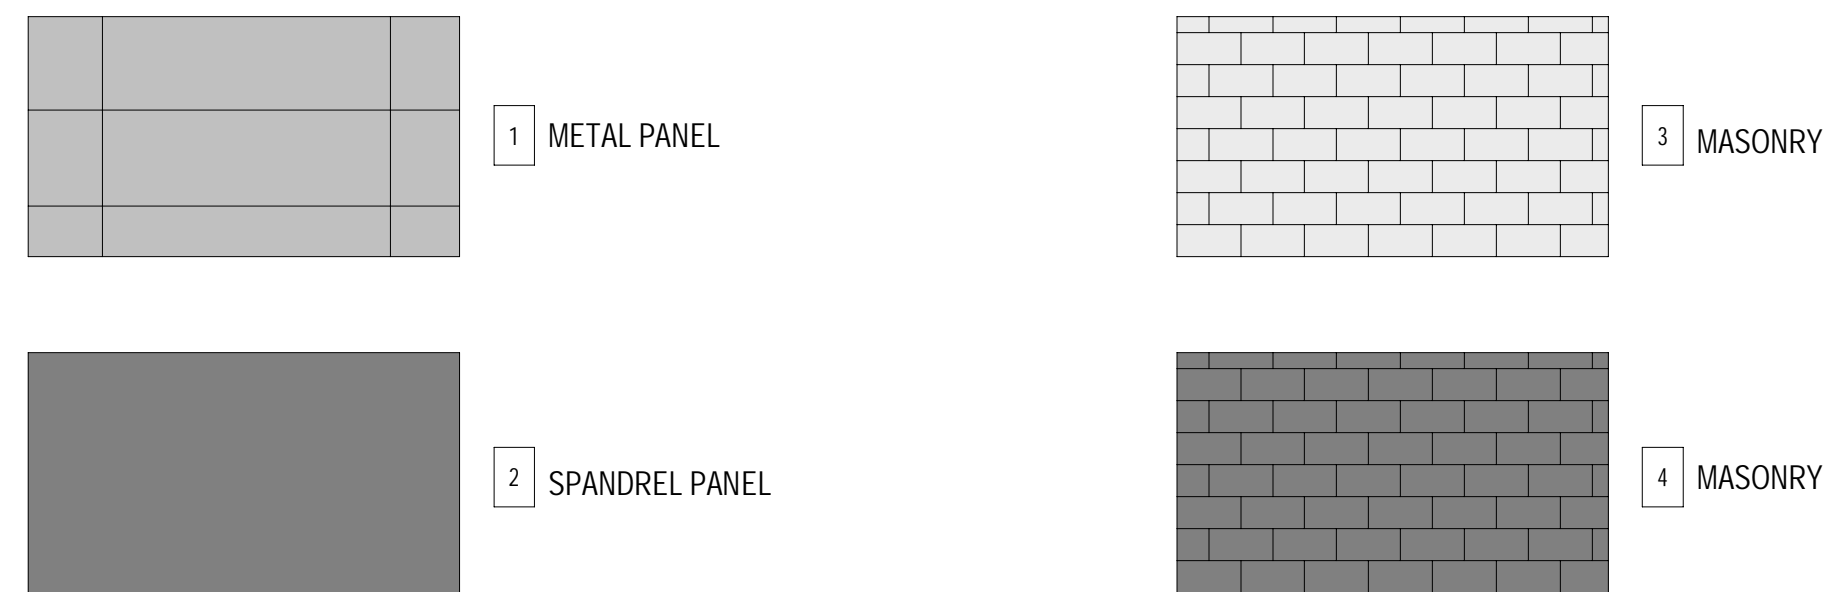 1 METAL PANEL
2 SPANDREL PANEL
3 MASONRY
4 MASONRY